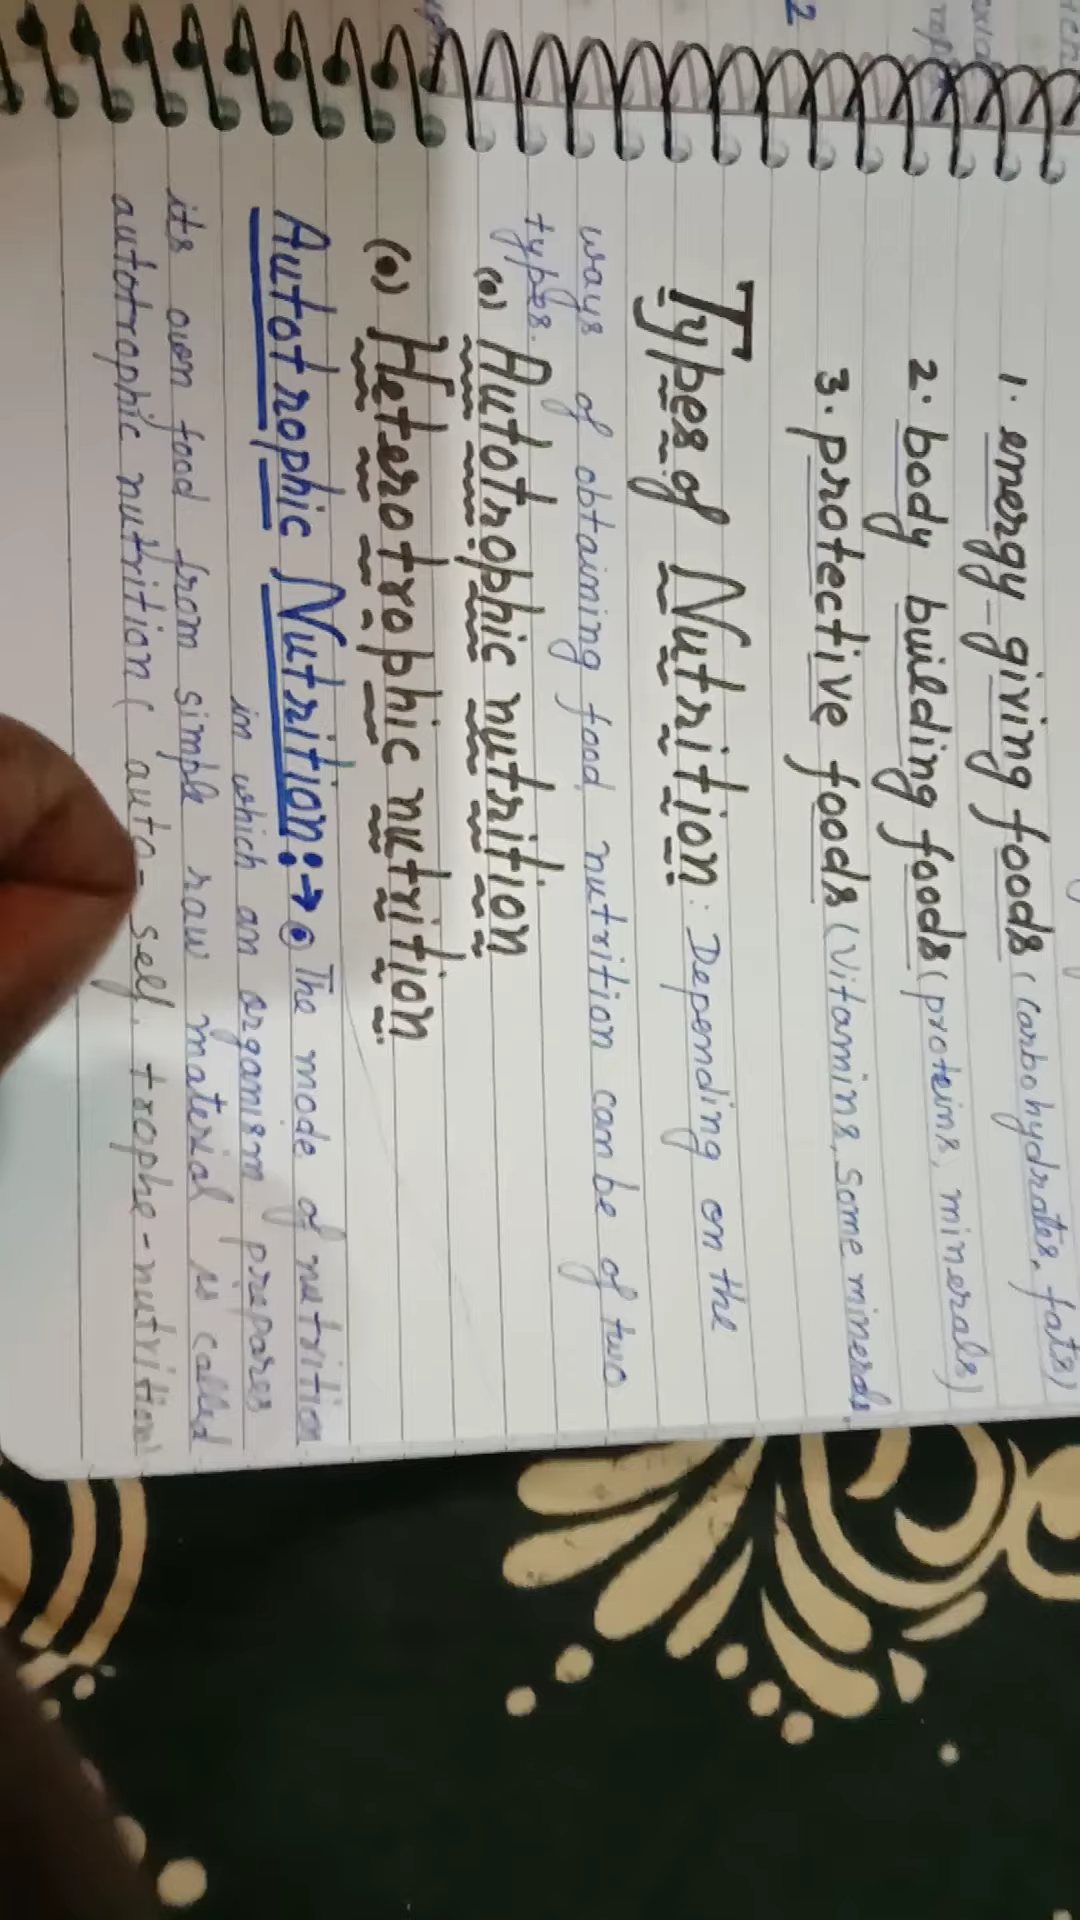 1. energy-giving foods (carbohydrates, fats)
2. body building foods (proteins, minerals)
3. protective foods (Vitamins, Some minerals.
Types of Nutrition: Depending on the
ways of obtaining food, nutrition can be of two
types.
(•) Autotrophic nutrition
(•) Heterotrophic nutrition
Autotrophic Nutrition:→ The mode of nutrition
in which an organism prepares
its own food from simple raw material is called
autotrophic nutrition ( auto - self, trophe - nutrition)